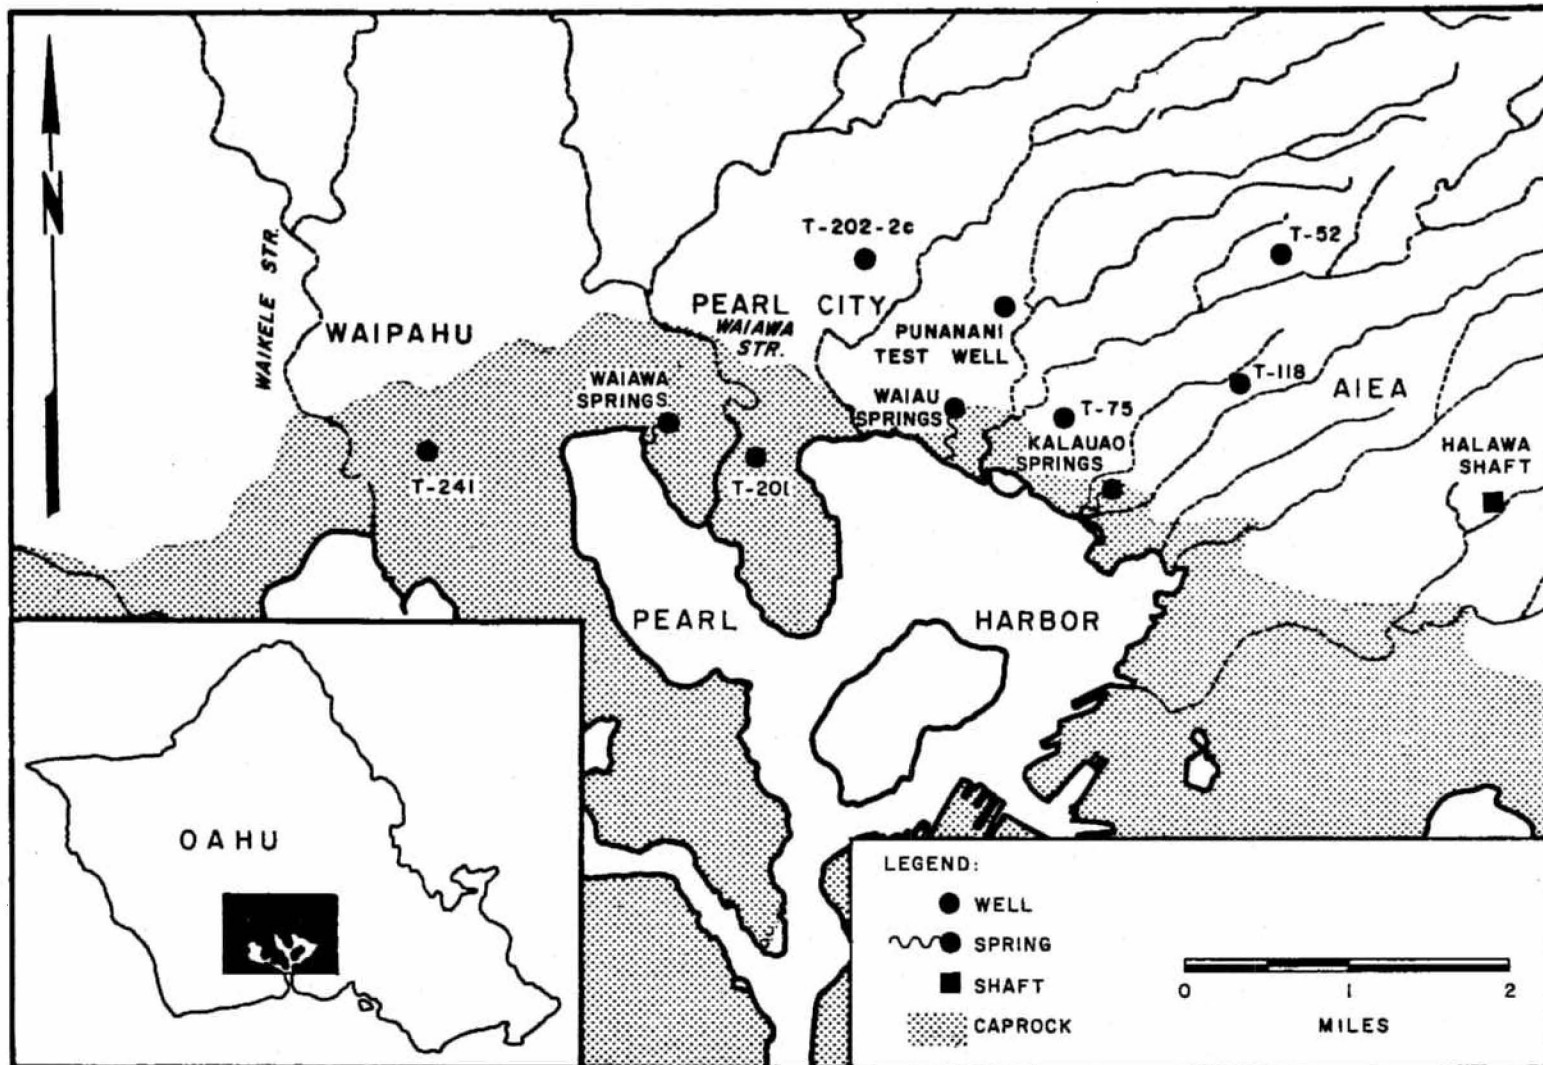 N
WAIKELE STR.
WAIPAHU
T-202-2c
PEARL CITY
WAIAWA
STR.
PUNANANI
TEST WELL
T-52
T-118
AIEA
WAIAWA
SPRINGS
WAIAU
SPRINGS
T-75
KALAUAO
SPRINGS
HALAWA
SHAFT
T-241
T-201
PEARL HARBOR
OAHU
LEGEND:
WELL
SPRING
SHAFT
CAPROCK
0 1 2
MILES